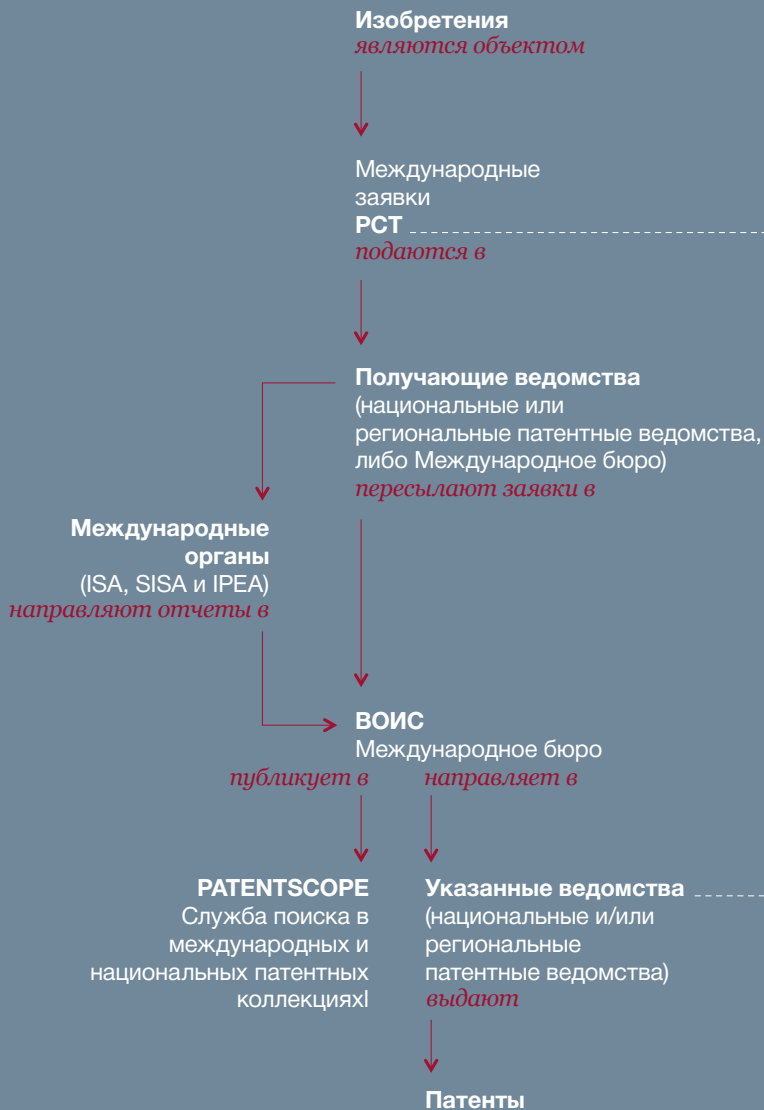 Изобретения
являются объектом
Международные
заявки
PCT
подаются в
Получающие ведомства
(национальные или
региональные патентные ведомства,
либо Международное бюро)
пересылают заявки в
Международные
органы
(ISA, SISA и IPEA)
направляют отчеты в
ВОИС
Международное бюро
публикует в
направляет в
PATENTSCOPE
Служба поиска в
международных и
национальных патентных
коллекцияхl
Указанные ведомства
(национальные и/или
региональные
патентные ведомства)
выдают
Патенты